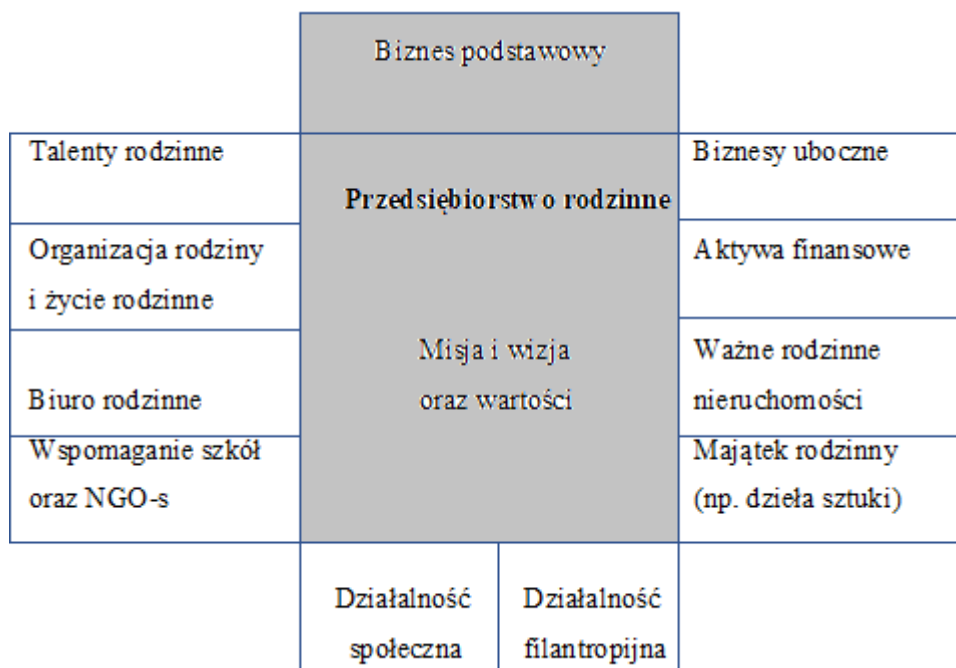 Biznes podstawowy
Talenty rodzinne
Organizacja rodziny
i życie rodzinne
Biuro rodzinne
Wspomaganie szkół
oraz NGO-s
Przedsiębiorstwo rodzinne
Misja i wizja
oraz wartości
Biznesy uboczne
Aktywa finansowe
Ważne rodzinne
nieruchomości
Majątek rodzinny
(np. dzieła sztuki)
Działalność
społeczna
Działalność
filantropijna